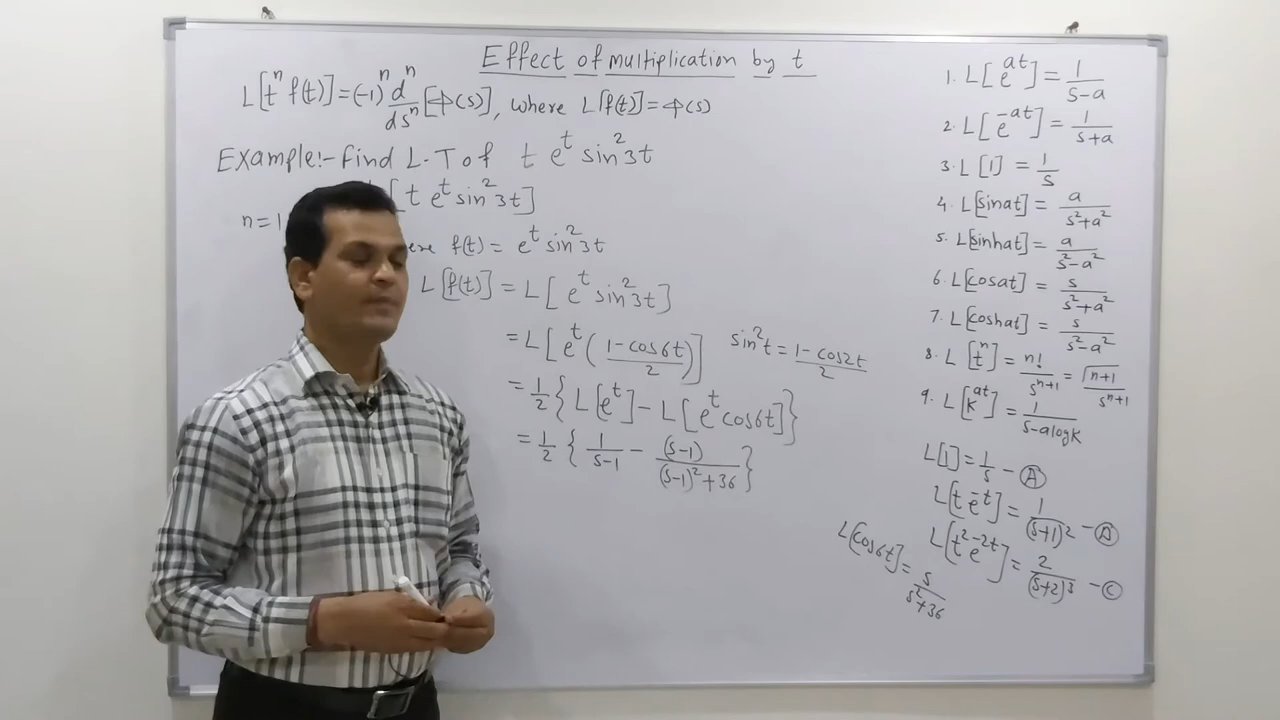 Effect of multiplication by t
L[tⁿ f(t)] = (-1)ⁿ dⁿ/dsⁿ [Φ(s)], where L[f(t)] = Φ(s)
Example:- Find L.T of t eᵗ sin²3t
[t eᵗ sin²3t]
n=1
f(t) = eᵗ sin²3t
L[f(t)] = L[eᵗ sin²3t]
= L[eᵗ((1-cos6t)/2)]
sin²t = (1-cos2t)/2
= 1/2 {L[eᵗ] - L[eᵗ cos6t]}
= 1/2 {1/(s-1) - (s-1)/((s-1)²+36)}
1. L[e^(at)] = 1/(s-a)
2. L[e^(-at)] = 1/(s+a)
3. L[1] = 1/s
4. L[sinat] = a/(s²+a²)
5. L[sinhat] = a/(s²-a²)
6. L[cosat] = s/(s²+a²)
7. L[coshat] = s/(s²-a²)
8. L[tⁿ] = n!/s^(n+1) = Γ(n+1)/s^(n+1)
9. L[k^(at)] = 1/(s-alogk)
L[1] = 1/s - Ⓐ
L[t e^(-t)] = 1/(s+1)² - Ⓐ
L[t² e^(-2t)] = 2/(s+2)³ - Ⓒ
L[cos6t] = s/(s²+36)